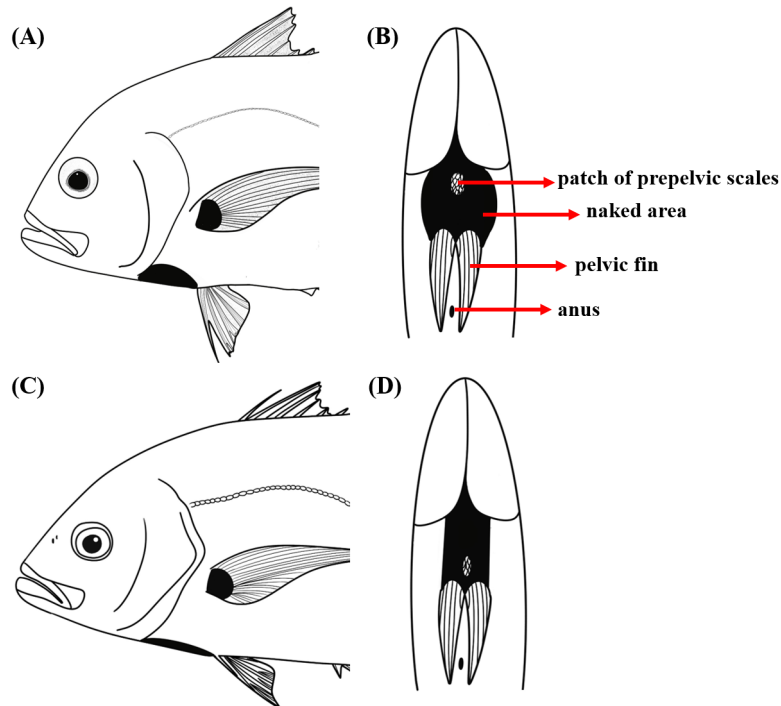 (A)
(B)
patch of prepelvic scales
naked area
pelvic fin
anus
(C)
(D)